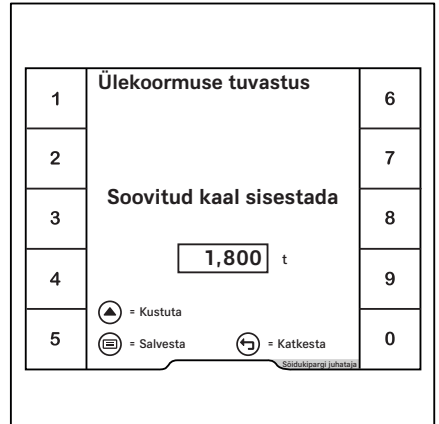 Ülekoormuse tuvastus
1
6
2
7
Soovitud kaal sisestada
3
8
1,800 t
4
9
= Kustuta
5
= Salvesta
= Katkesta
0
Sõidukipargi juhataja